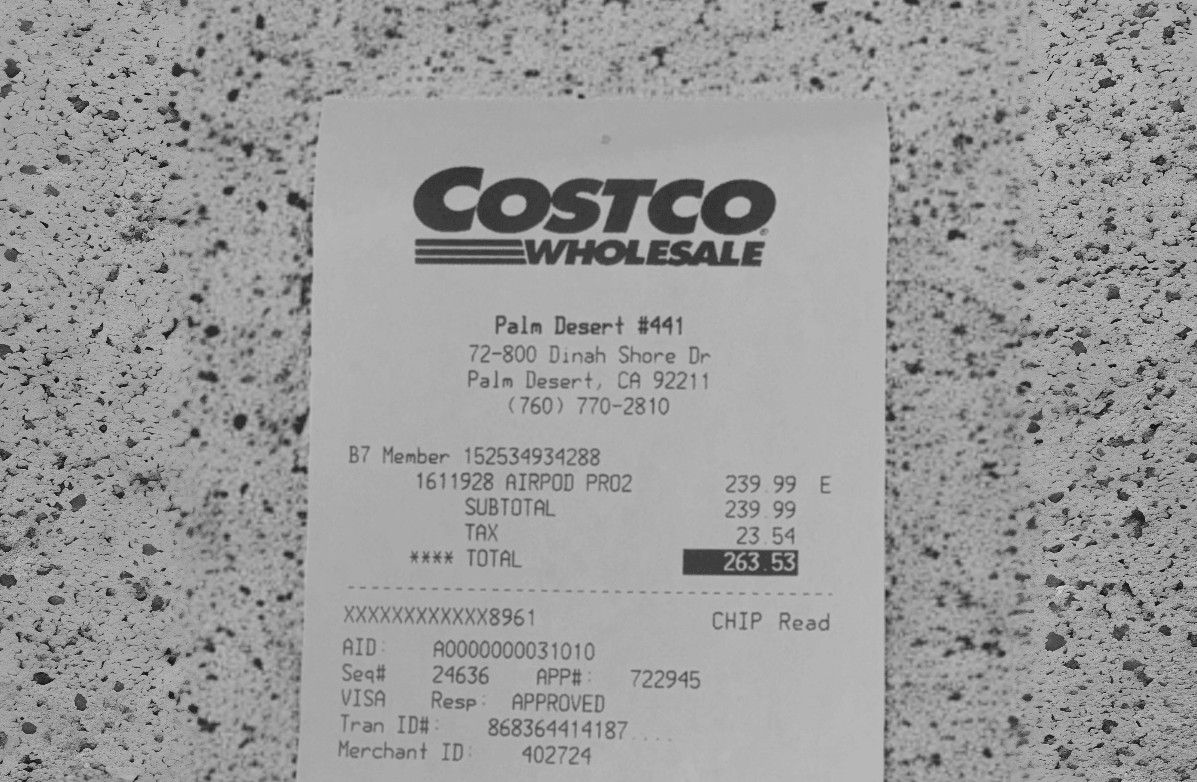 COSTCO
WHOLESALE
Palm Desert #441
72-800 Dinah Shore Dr
Palm Desert, CA 92211
(760) 770-2810
B7 Member 152534934288
1611928 AIRPOD PRO2 239.99 E
SUBTOTAL 239.99
TAX 23.54
**** TOTAL 263.53
XXXXXXXXXXXX8961 CHIP Read
AID: A0000000031010
Seq# 24636 APP#: 722945
VISA Resp: APPROVED
Tran ID#: 868364414187....
Merchant ID: 402724